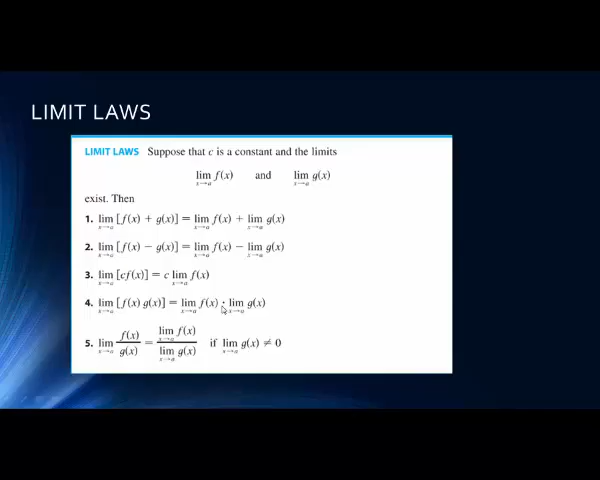 LIMIT LAWS
LIMIT LAWS Suppose that c is a constant and the limits
lim x→a f(x) and lim x→a g(x)
exist. Then
1. lim x→a [f(x) + g(x)] = lim x→a f(x) + lim x→a g(x)
2. lim x→a [f(x) − g(x)] = lim x→a f(x) − lim x→a g(x)
3. lim x→a [cf(x)] = c lim x→a f(x)
4. lim x→a [f(x) g(x)] = lim x→a f(x) · lim x→a g(x)
5. lim x→a f(x)/g(x) = lim x→a f(x) / lim x→a g(x) if lim x→a g(x) ≠ 0